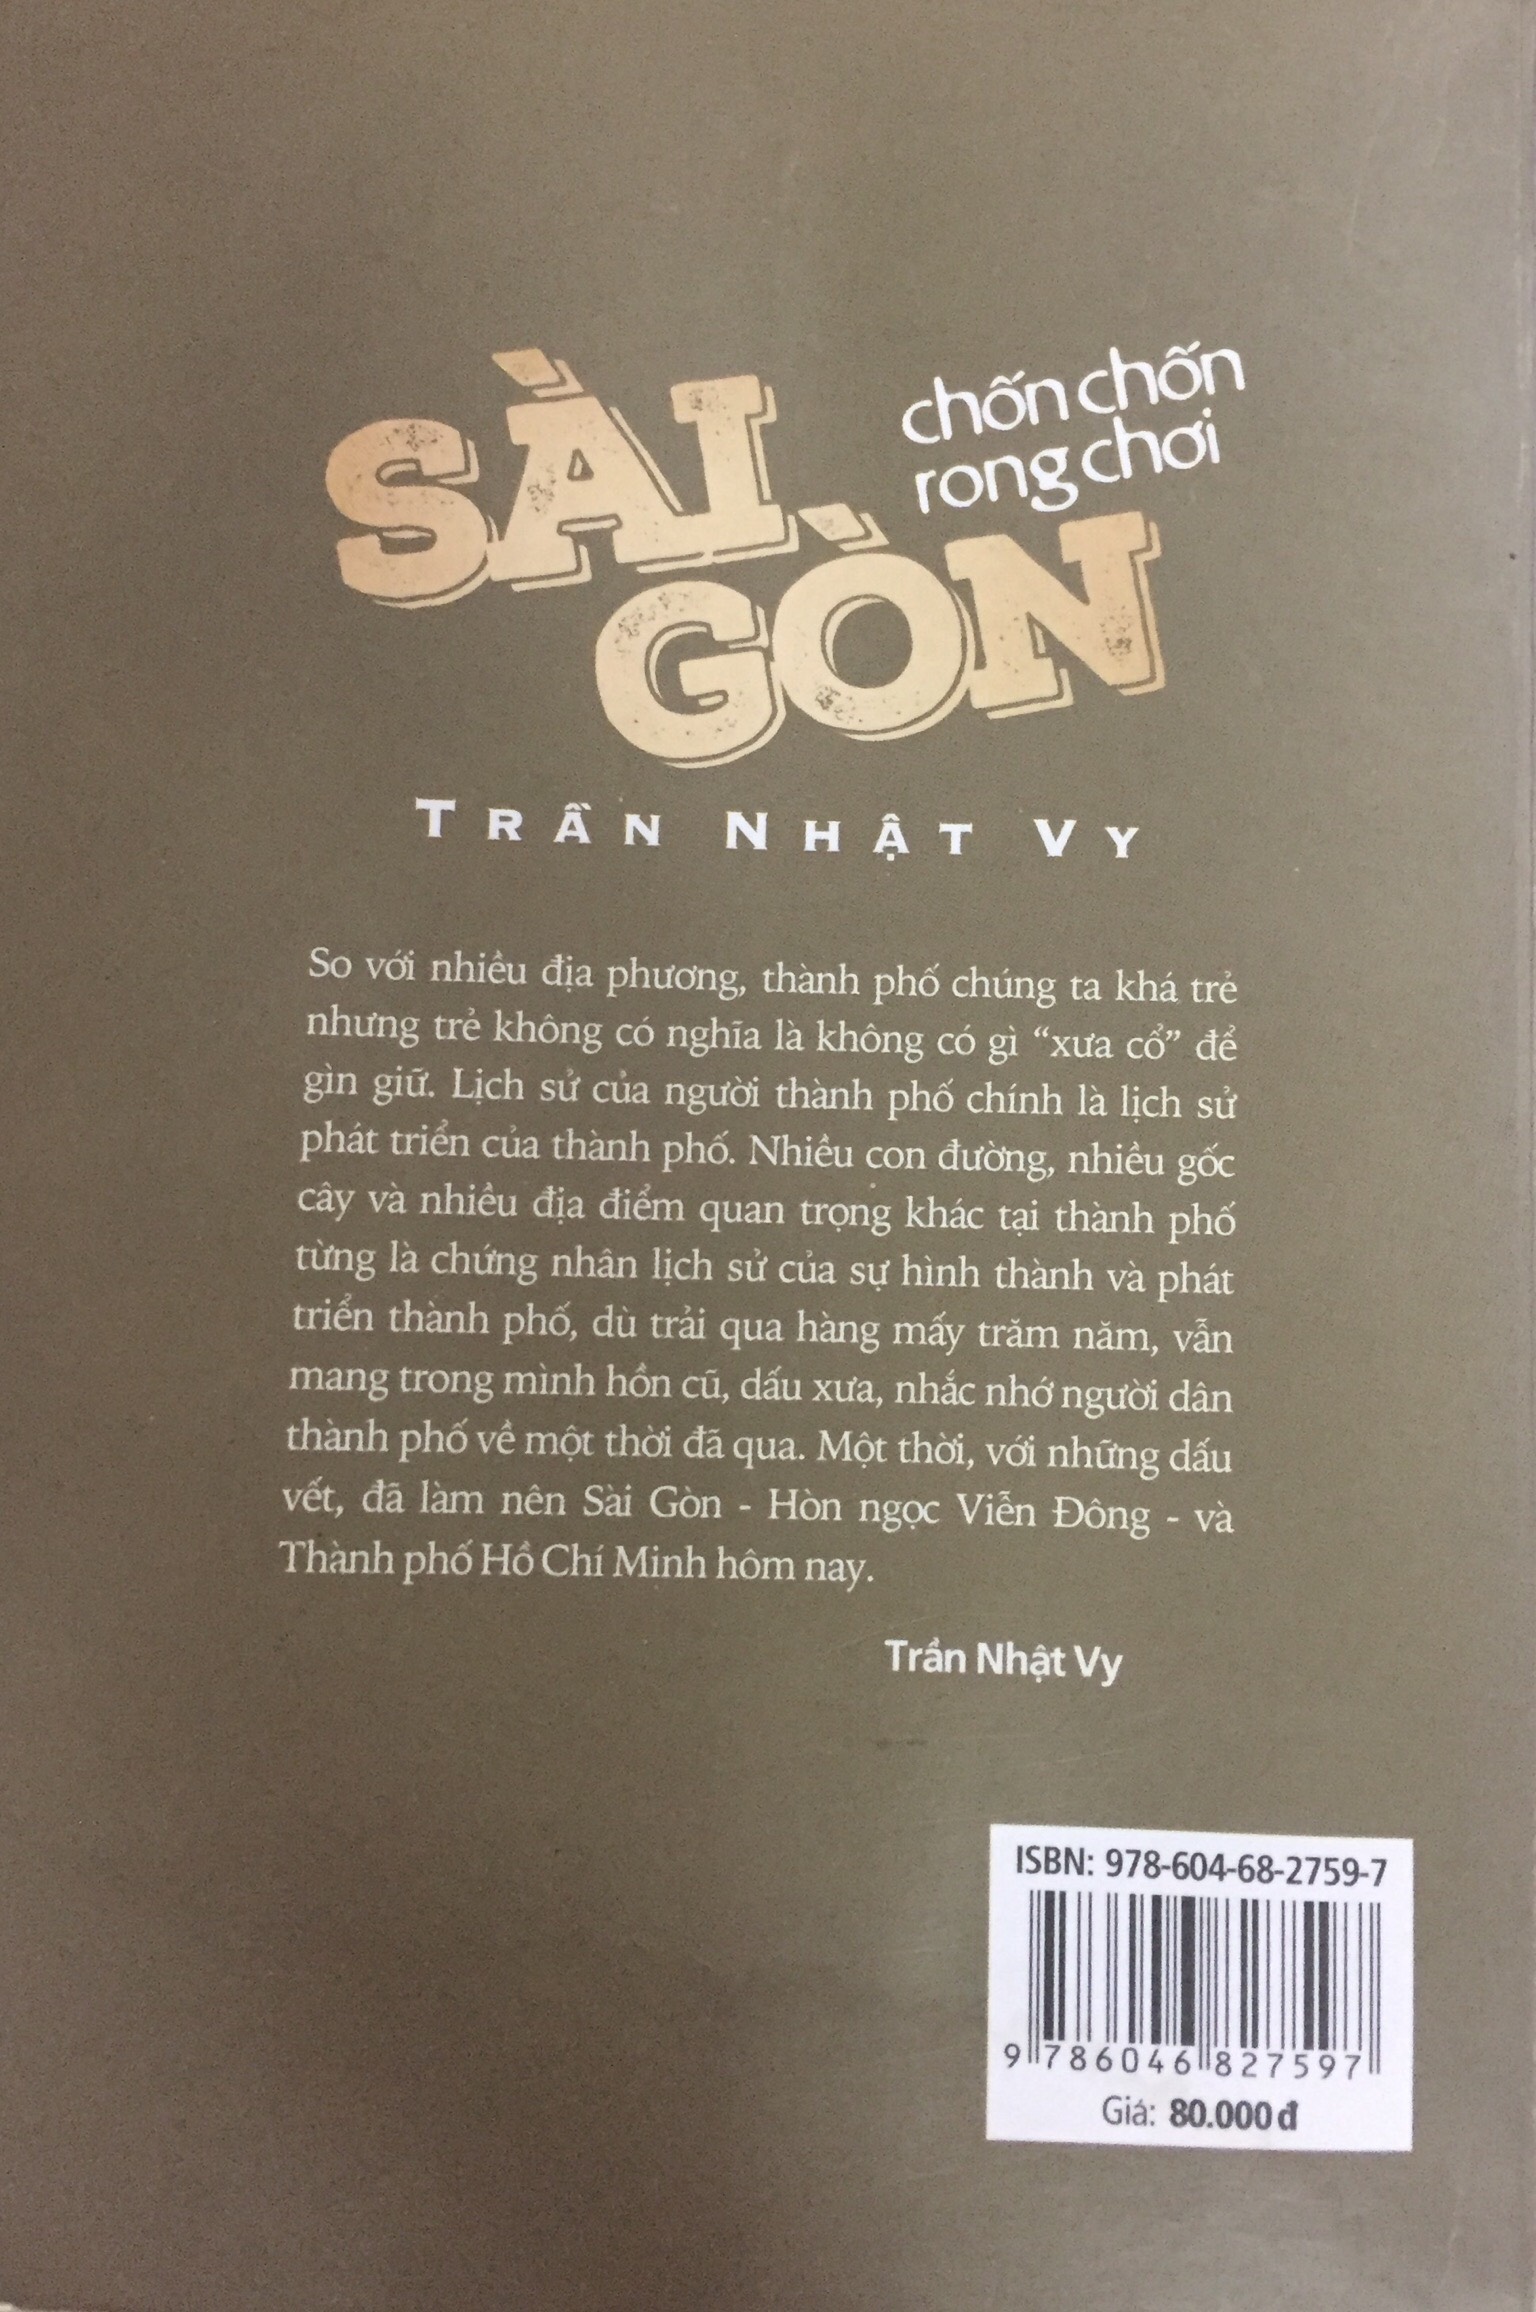 SÀI
chốn chốn
rong chơi
GÒN
TRẦN NHẬT VY
So với nhiều địa phương, thành phố chúng ta khá trẻ
nhưng trẻ không có nghĩa là không có gì “xưa cổ” để
gìn giữ. Lịch sử của người thành phố chính là lịch sử
phát triển của thành phố. Nhiều con đường, nhiều gốc
cây và nhiều địa điểm quan trọng khác tại thành phố
từng là chứng nhân lịch sử của sự hình thành và phát
triển thành phố, dù trải qua hàng mấy trăm năm, vẫn
mang trong mình hồn cũ, dấu xưa, nhắc nhớ người dân
thành phố về một thời đã qua. Một thời, với những dấu
vết, đã làm nên Sài Gòn - Hòn ngọc Viễn Đông - và
Thành phố Hồ Chí Minh hôm nay.
Trần Nhật Vy
ISBN: 978-604-68-2759-7
9 786046 827597
Giá: 80.000đ